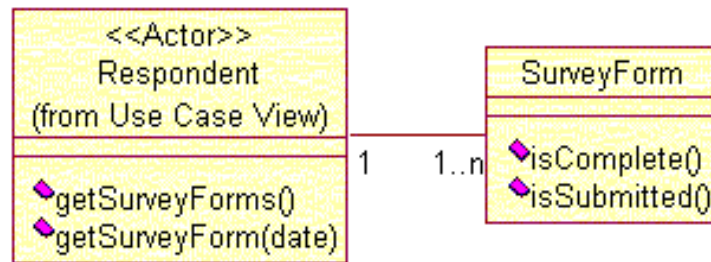 <<Actor>>
Respondent
(from Use Case View)
getSurveyForms()
getSurveyForm(date)
1
1..n
SurveyForm
isComplete()
isSubmitted()